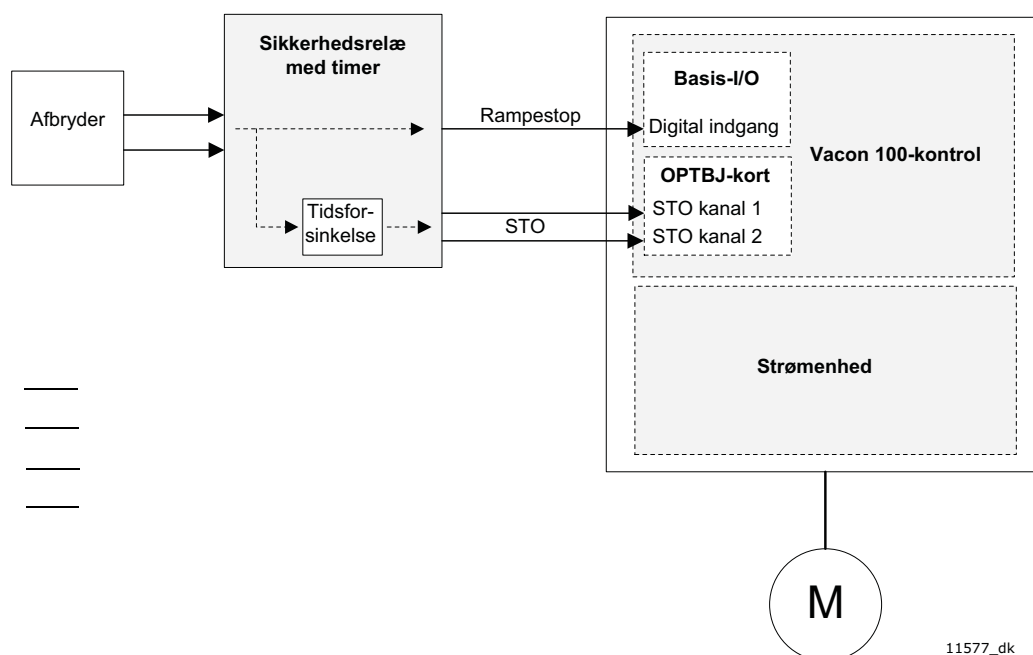 Afbryder
Sikkerhedsrelæ
med timer
Tidsfor-
sinkelse
Rampestop
STO
Basis-I/O
Digital indgang
OPTBJ-kort
STO kanal 1
STO kanal 2
Vacon 100-kontrol
Strømenhed
M
11577_dk